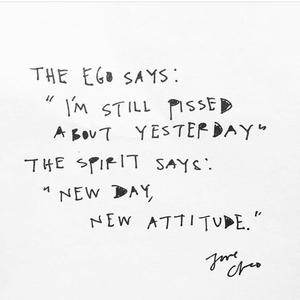 THE EGO SAYS:
"I'M STILL PISSED
ABOUT YESTERDAY"
THE SPIRIT SAYS:
"NEW DAY,
NEW ATTITUDE."